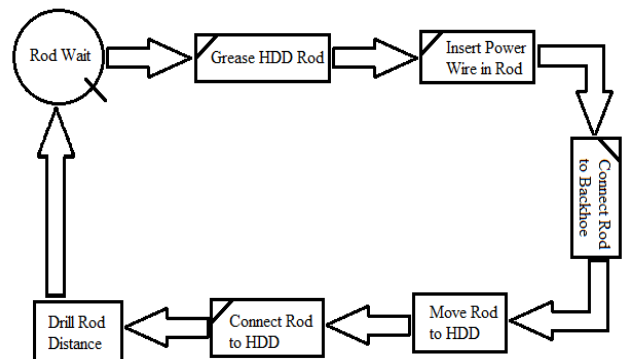 Rod Wait
Grease HDD Rod
Insert Power
Wire in Rod
Connect Rod
to Backhoe
Move Rod
to HDD
Connect Rod
to HDD
Drill Rod
Distance